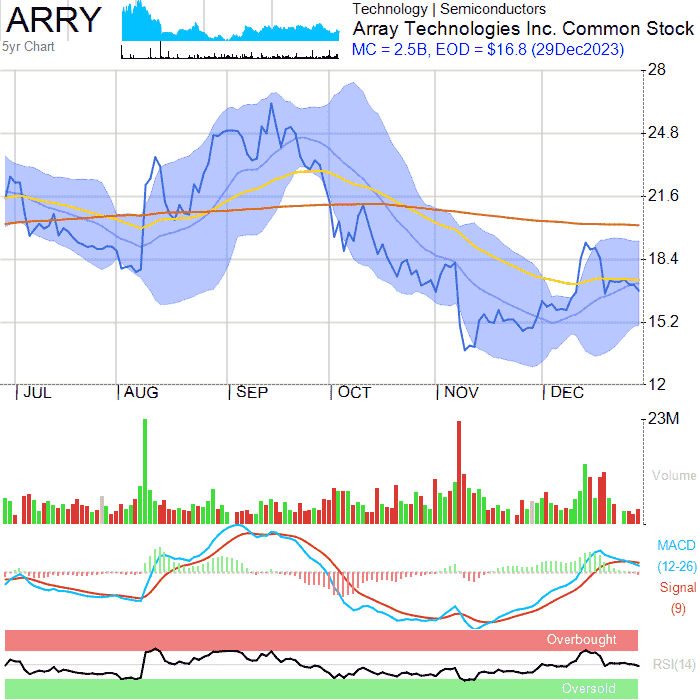 ARRY
5yr Chart
Technology | Semiconductors
Array Technologies Inc. Common Stock
MC = 2.5B, EOD = $16.8 (29Dec2023)
28
24.8
21.6
18.4
15.2
12
JUL AUG SEP OCT NOV DEC
23M
Volume
MACD
(12-26)
Signal
(9)
Overbought
RSI(14)
Oversold